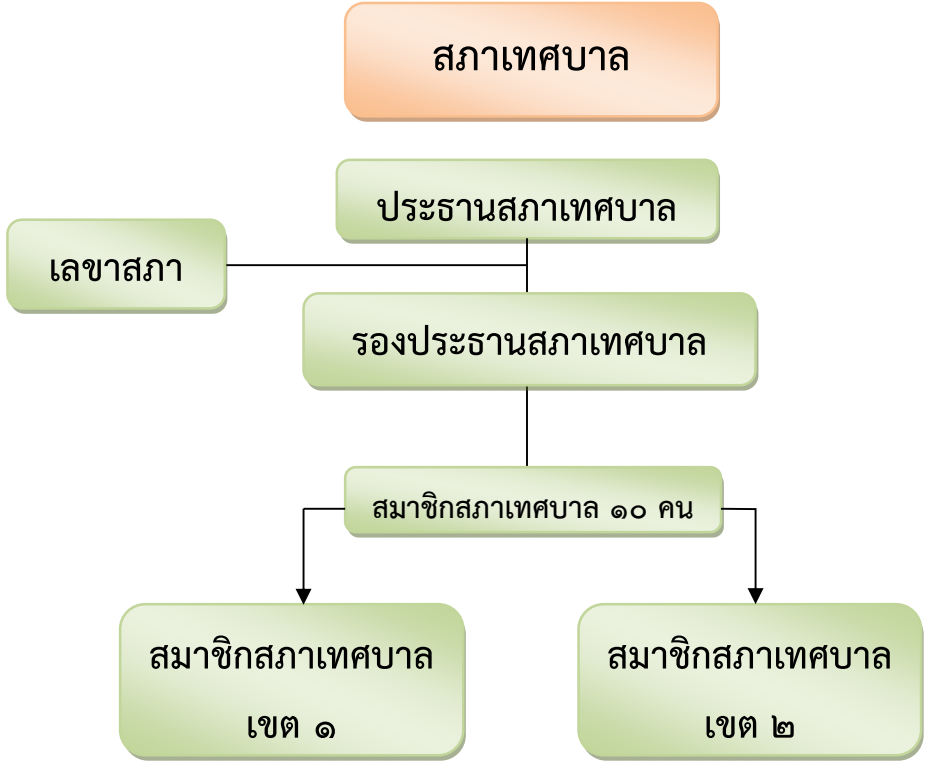 สภาเทศบาล
ประธานสภาเทศบาล
เลขาสภา
รองประธานสภาเทศบาล
สมาชิกสภาเทศบาล ๑๐ คน
สมาชิกสภาเทศบาล
เขต ๑
สมาชิกสภาเทศบาล
เขต ๒